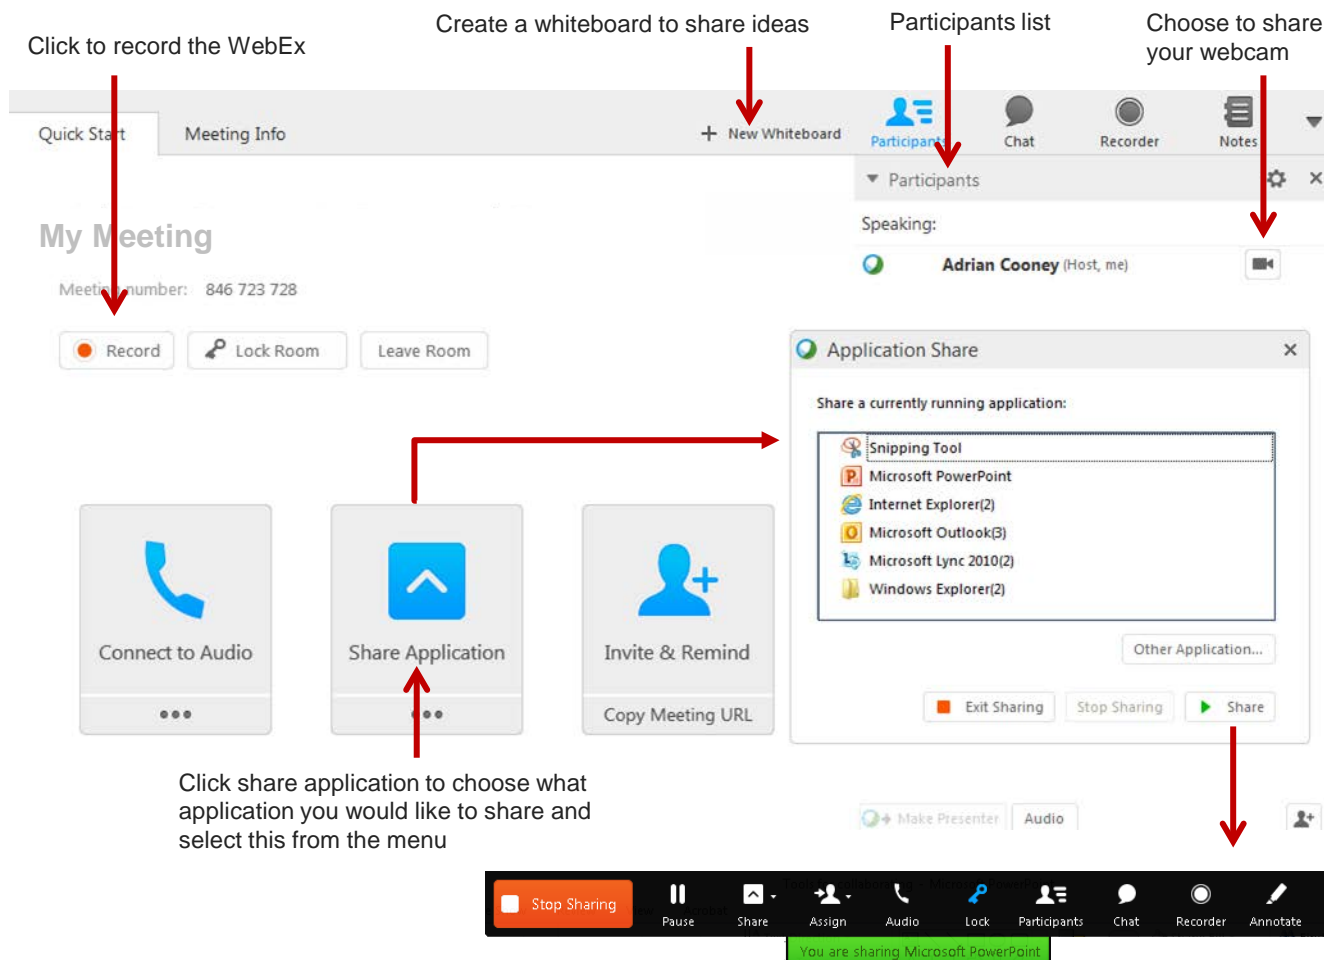 Click to record the WebEx
Create a whiteboard to share ideas
Participants list
Choose to share
your webcam
Quick Start
Meeting Info
+ New Whiteboard
Participants
Chat
Recorder
Notes
Participants
Speaking:
My Meeting
Adrian Cooney (Host, me)
Meeting number: 846 723 728
Record
Lock Room
Leave Room
Application Share
Share a currently running application:
Snipping Tool
Microsoft PowerPoint
Internet Explorer(2)
Microsoft Outlook(3)
Microsoft Lync 2010(2)
Windows Explorer(2)
Connect to Audio
Share Application
Invite & Remind
Other Application...
Copy Meeting URL
Exit Sharing
Stop Sharing
Share
Click share application to choose what
application you would like to share and
select this from the menu
Make Presenter
Audio
Stop Sharing
Pause
Share
Assign
Audio
Lock
Participants
Chat
Recorder
Annotate
You are sharing Microsoft PowerPoint